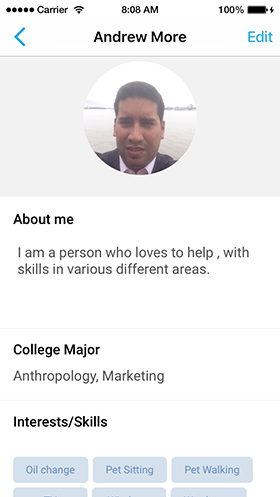 Carrier 8:08 AM 100%
Andrew More Edit
About me
I am a person who loves to help , with
skills in various different areas.
College Major
Anthropology, Marketing
Interests/Skills
Oil change Pet Sitting Pet Walking